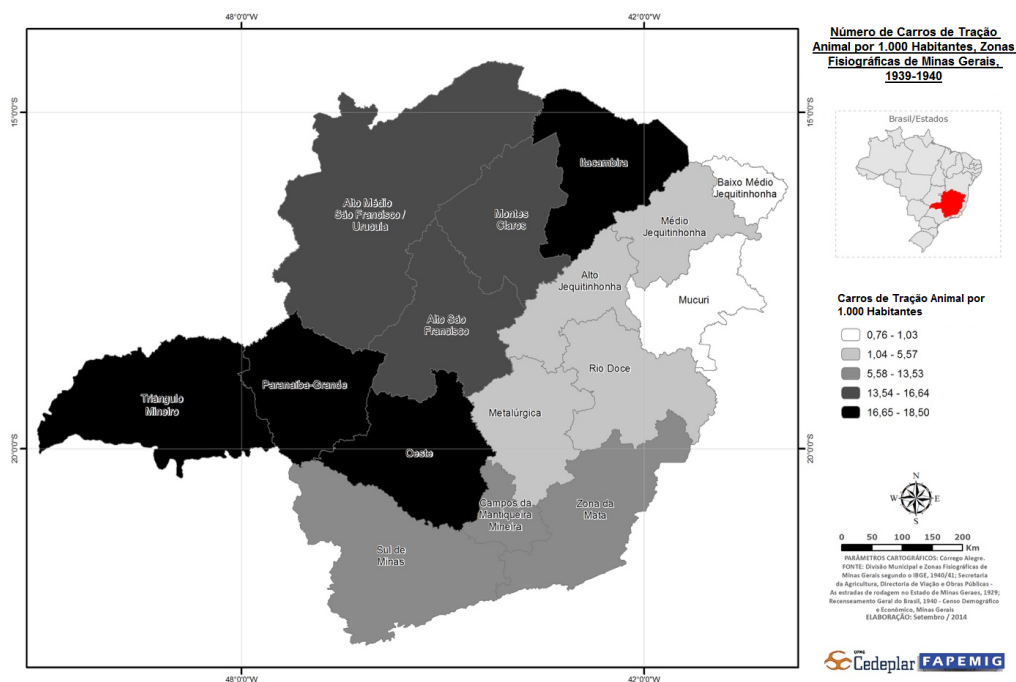 48°0'0"W
42°0'0"W
Número de Carros de Tração
Animal por 1.000 Habitantes, Zonas
Fisiográficas de Minas Gerais,
1939-1940
15°0'0"S
15°0'0"S
Brasil/Estados
Itacambira
Baixo Médio
Jequitinhonha
Alto Médio
São Francisco /
Urucuia
Montes
Claros
Médio
Jequitinhonha
Alto
Jequitinhonha
Mucuri
Alto São
Francisco
Rio Doce
Paranaíba-Grande
Triângulo
Mineiro
Metalúrgica
Oeste
20°0'0"S
20°0'0"S
Campos da
Mantiqueira
Mineira
Zona da
Mata
Sul de
Minas
48°0'0"W
42°0'0"W
Carros de Tração Animal por
1.000 Habitantes
0,76 - 1,03
1,04 - 5,57
5,58 - 13,53
13,54 - 16,64
16,65 - 18,50
N
W E
S
0 50 100 150 200
Km
PARÂMETROS CARTOGRÁFICOS: Córrego Alegre.
FONTE: Divisão Municipal e Zonas Fisiográficas de
Minas Gerais segundo o IBGE, 1940/41; Secretaria
da Agricultura, Directoria de Viação e Obras Públicas -
As estradas de rodagem no Estado de Minas Geraes, 1929;
Recenseamento Geral do Brasil, 1940 - Censo Demográfico
e Econômico, Minas Gerais
ELABORAÇÃO: Setembro / 2014
UFMG
Cedeplar
FAPEMIG